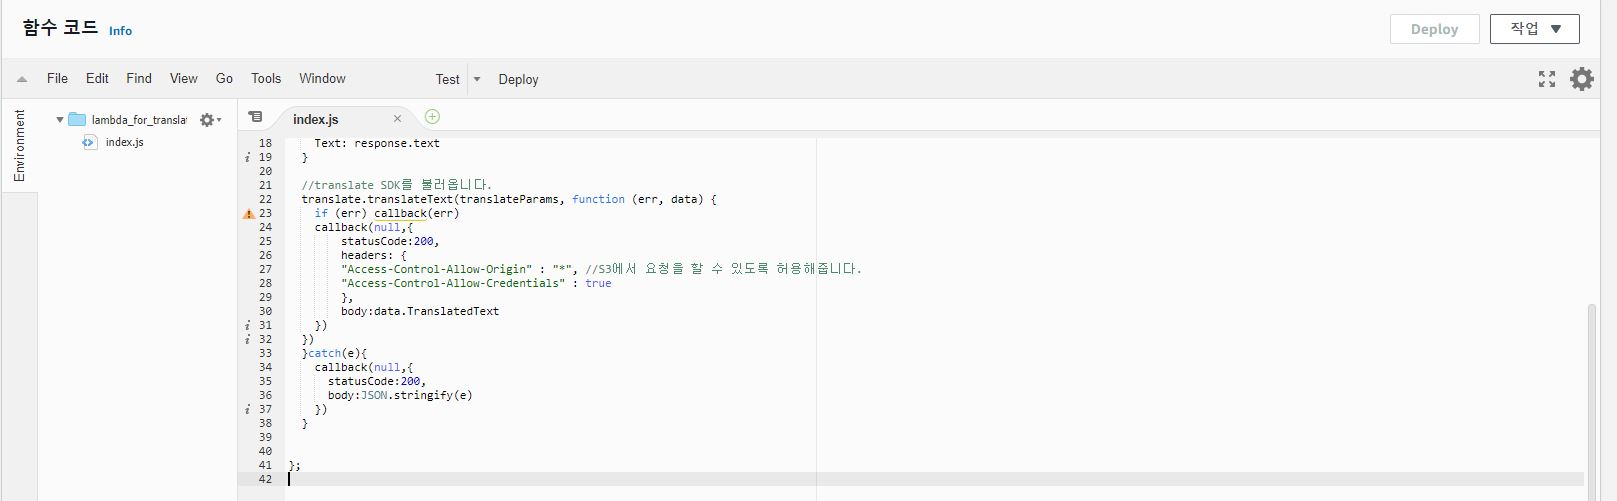 함수 코드 Info
Deploy 작업
File Edit Find View Go Tools Window Test Deploy
Environment
lambda_for_translat
index.js
index.js
18 Text: response.text
19 }
20
21 //translate SDK를 불러옵니다.
22 translate.translateText(translateParams, function (err, data) {
23 if (err) callback(err)
24 callback(null,{
25 statusCode:200,
26 headers: {
27 "Access-Control-Allow-Origin" : "*", //S3에서 요청을 할 수 있도록 허용해줍니다.
28 "Access-Control-Allow-Credentials" : true
29 },
30 body:data.TranslatedText
31 })
32 })
33 }catch(e){
34 callback(null,{
35 statusCode:200,
36 body:JSON.stringify(e)
37 })
38 }
39
40
41 };
42